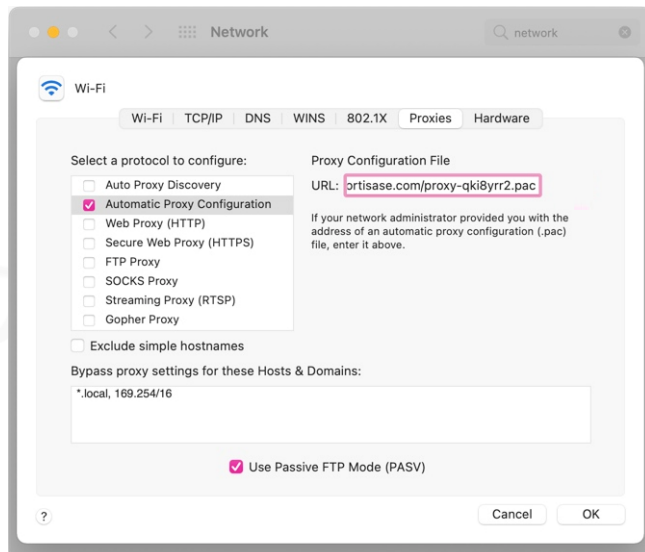 Network
network
Wi-Fi
Wi-Fi TCP/IP DNS WINS 802.1X Proxies Hardware
Select a protocol to configure:
Auto Proxy Discovery
Automatic Proxy Configuration
Web Proxy (HTTP)
Secure Web Proxy (HTTPS)
FTP Proxy
SOCKS Proxy
Streaming Proxy (RTSP)
Gopher Proxy
Proxy Configuration File
URL: ortisase.com/proxy-qki8yrr2.pac
If your network administrator provided you with the
address of an automatic proxy configuration (.pac)
file, enter it above.
Exclude simple hostnames
Bypass proxy settings for these Hosts & Domains:
*.local, 169.254/16
Use Passive FTP Mode (PASV)
?
Cancel OK